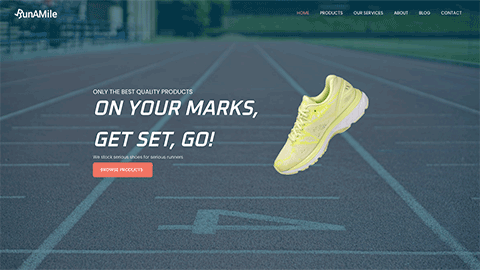 RunAMile
HOME PRODUCTS OUR SERVICES ABOUT BLOG CONTACT
ONLY THE BEST QUALITY PRODUCTS
ON YOUR MARKS,
GET SET, GO!
We stock serious shoes for serious runners.
BROWSE PRODUCTS
4